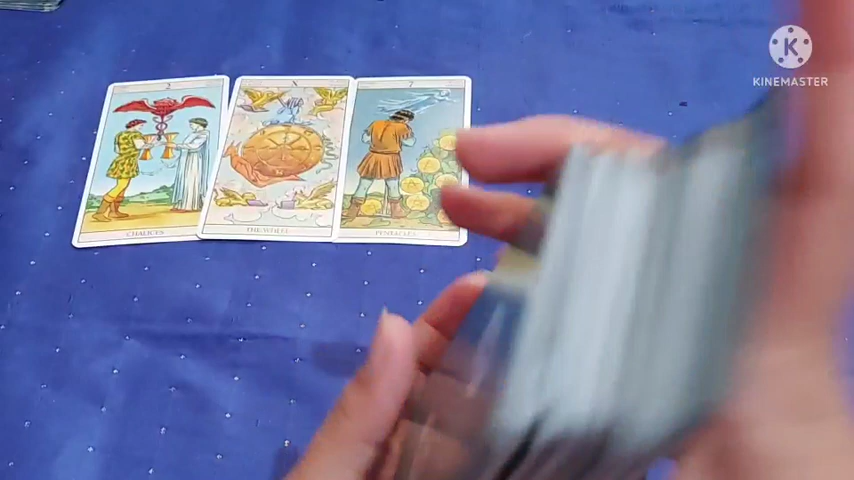 KINEMASTER
2
X
7
CHALICES
THE WHEEL
PENTACLES